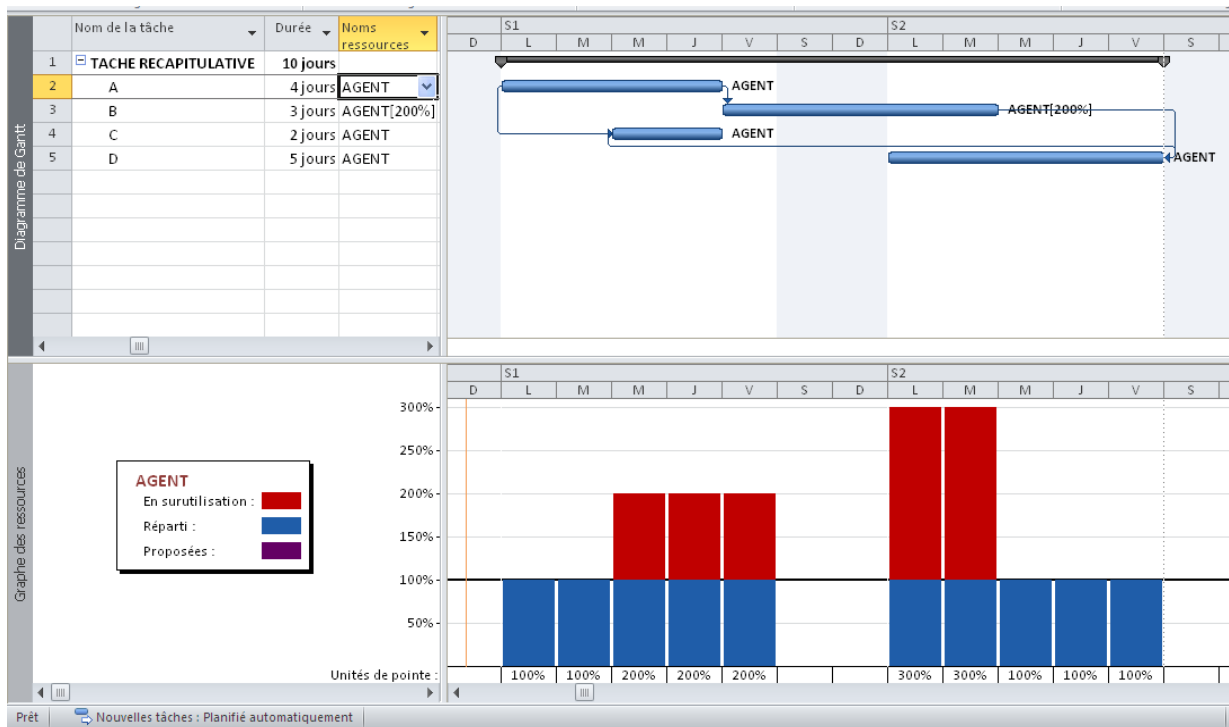 Nom de la tâche Durée Noms ressources
1 TACHE RECAPITULATIVE 10 jours
2 A 4 jours AGENT
3 B 3 jours AGENT[200%]
4 C 2 jours AGENT
5 D 5 jours AGENT
Diagramme de Gantt
S1 S2
D L M M J V S D L M M J V S
AGENT
AGENT[200%]
AGENT
AGENT
Graphe des ressources
AGENT
En surutilisation :
Réparti :
Proposées :
S1 S2
D L M M J V S D L M M J V S
300%
250%
200%
150%
100%
50%
Unités de pointe : 100% 100% 200% 200% 200% 300% 300% 100% 100% 100%
Prêt Nouvelles tâches : Planifié automatiquement